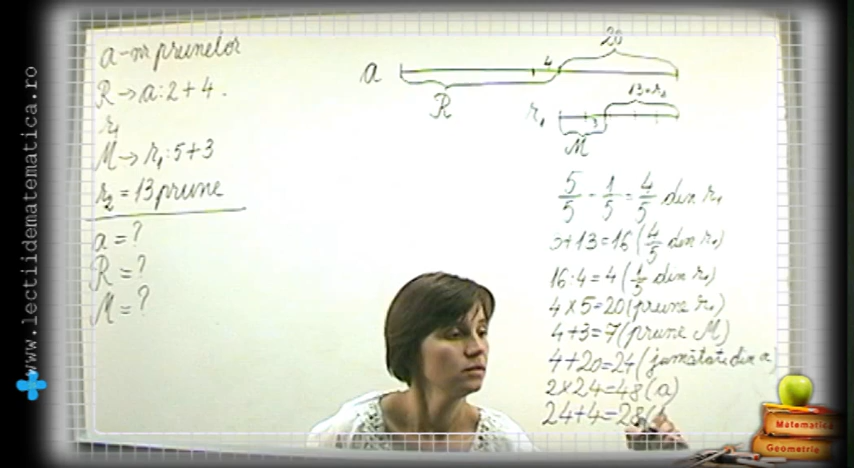 www.lectiidematematica.ro
a-nr prunelor
R → a:2+4.
r₁
M → r₁:5+3
r₂ = 13 prune
a = ?
R = ?
M = ?
20
a
4
R
13=r₂
r₁
3
M
5/5 - 1/5 = 4/5 din r₁
3+13=16 (4/5 din r₁)
16:4=4 (1/5 din r₁)
4×5=20 (prune r₁)
4+3=7 (prune M)
4+20=24 (jumătate din a)
2×24=48 (a)
24+4=28 (
Matematica
Geometrie